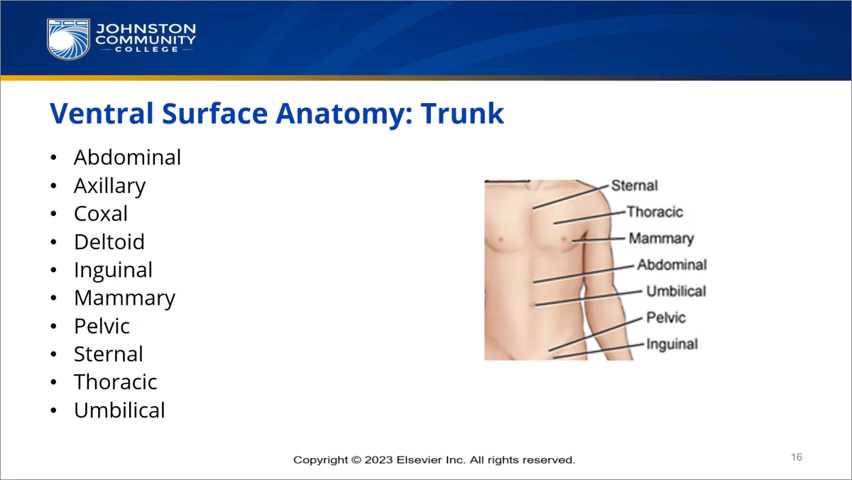 JOHNSTON
COMMUNITY
COLLEGE
Ventral Surface Anatomy: Trunk
• Abdominal
• Axillary
• Coxal
• Deltoid
• Inguinal
• Mammary
• Pelvic
• Sternal
• Thoracic
• Umbilical
Sternal
Thoracic
Mammary
Abdominal
Umbilical
Pelvic
Inguinal
Copyright © 2023 Elsevier Inc. All rights reserved.
16